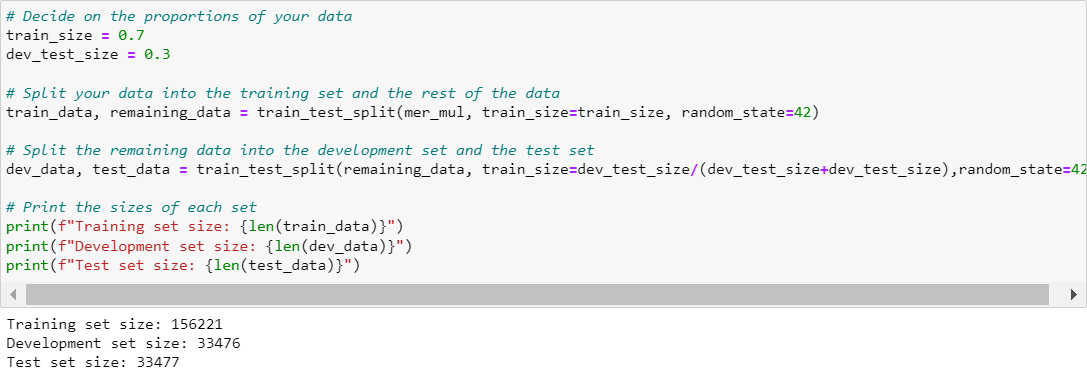 # Decide on the proportions of your data
train_size = 0.7
dev_test_size = 0.3
# Split your data into the training set and the rest of the data
train_data, remaining_data = train_test_split(mer_mul, train_size=train_size, random_state=42)
# Split the remaining data into the development set and the test set
dev_data, test_data = train_test_split(remaining_data, train_size=dev_test_size/(dev_test_size+dev_test_size),random_state=42
# Print the sizes of each set
print(f"Training set size: {len(train_data)}")
print(f"Development set size: {len(dev_data)}")
print(f"Test set size: {len(test_data)}")
Training set size: 156221
Development set size: 33476
Test set size: 33477